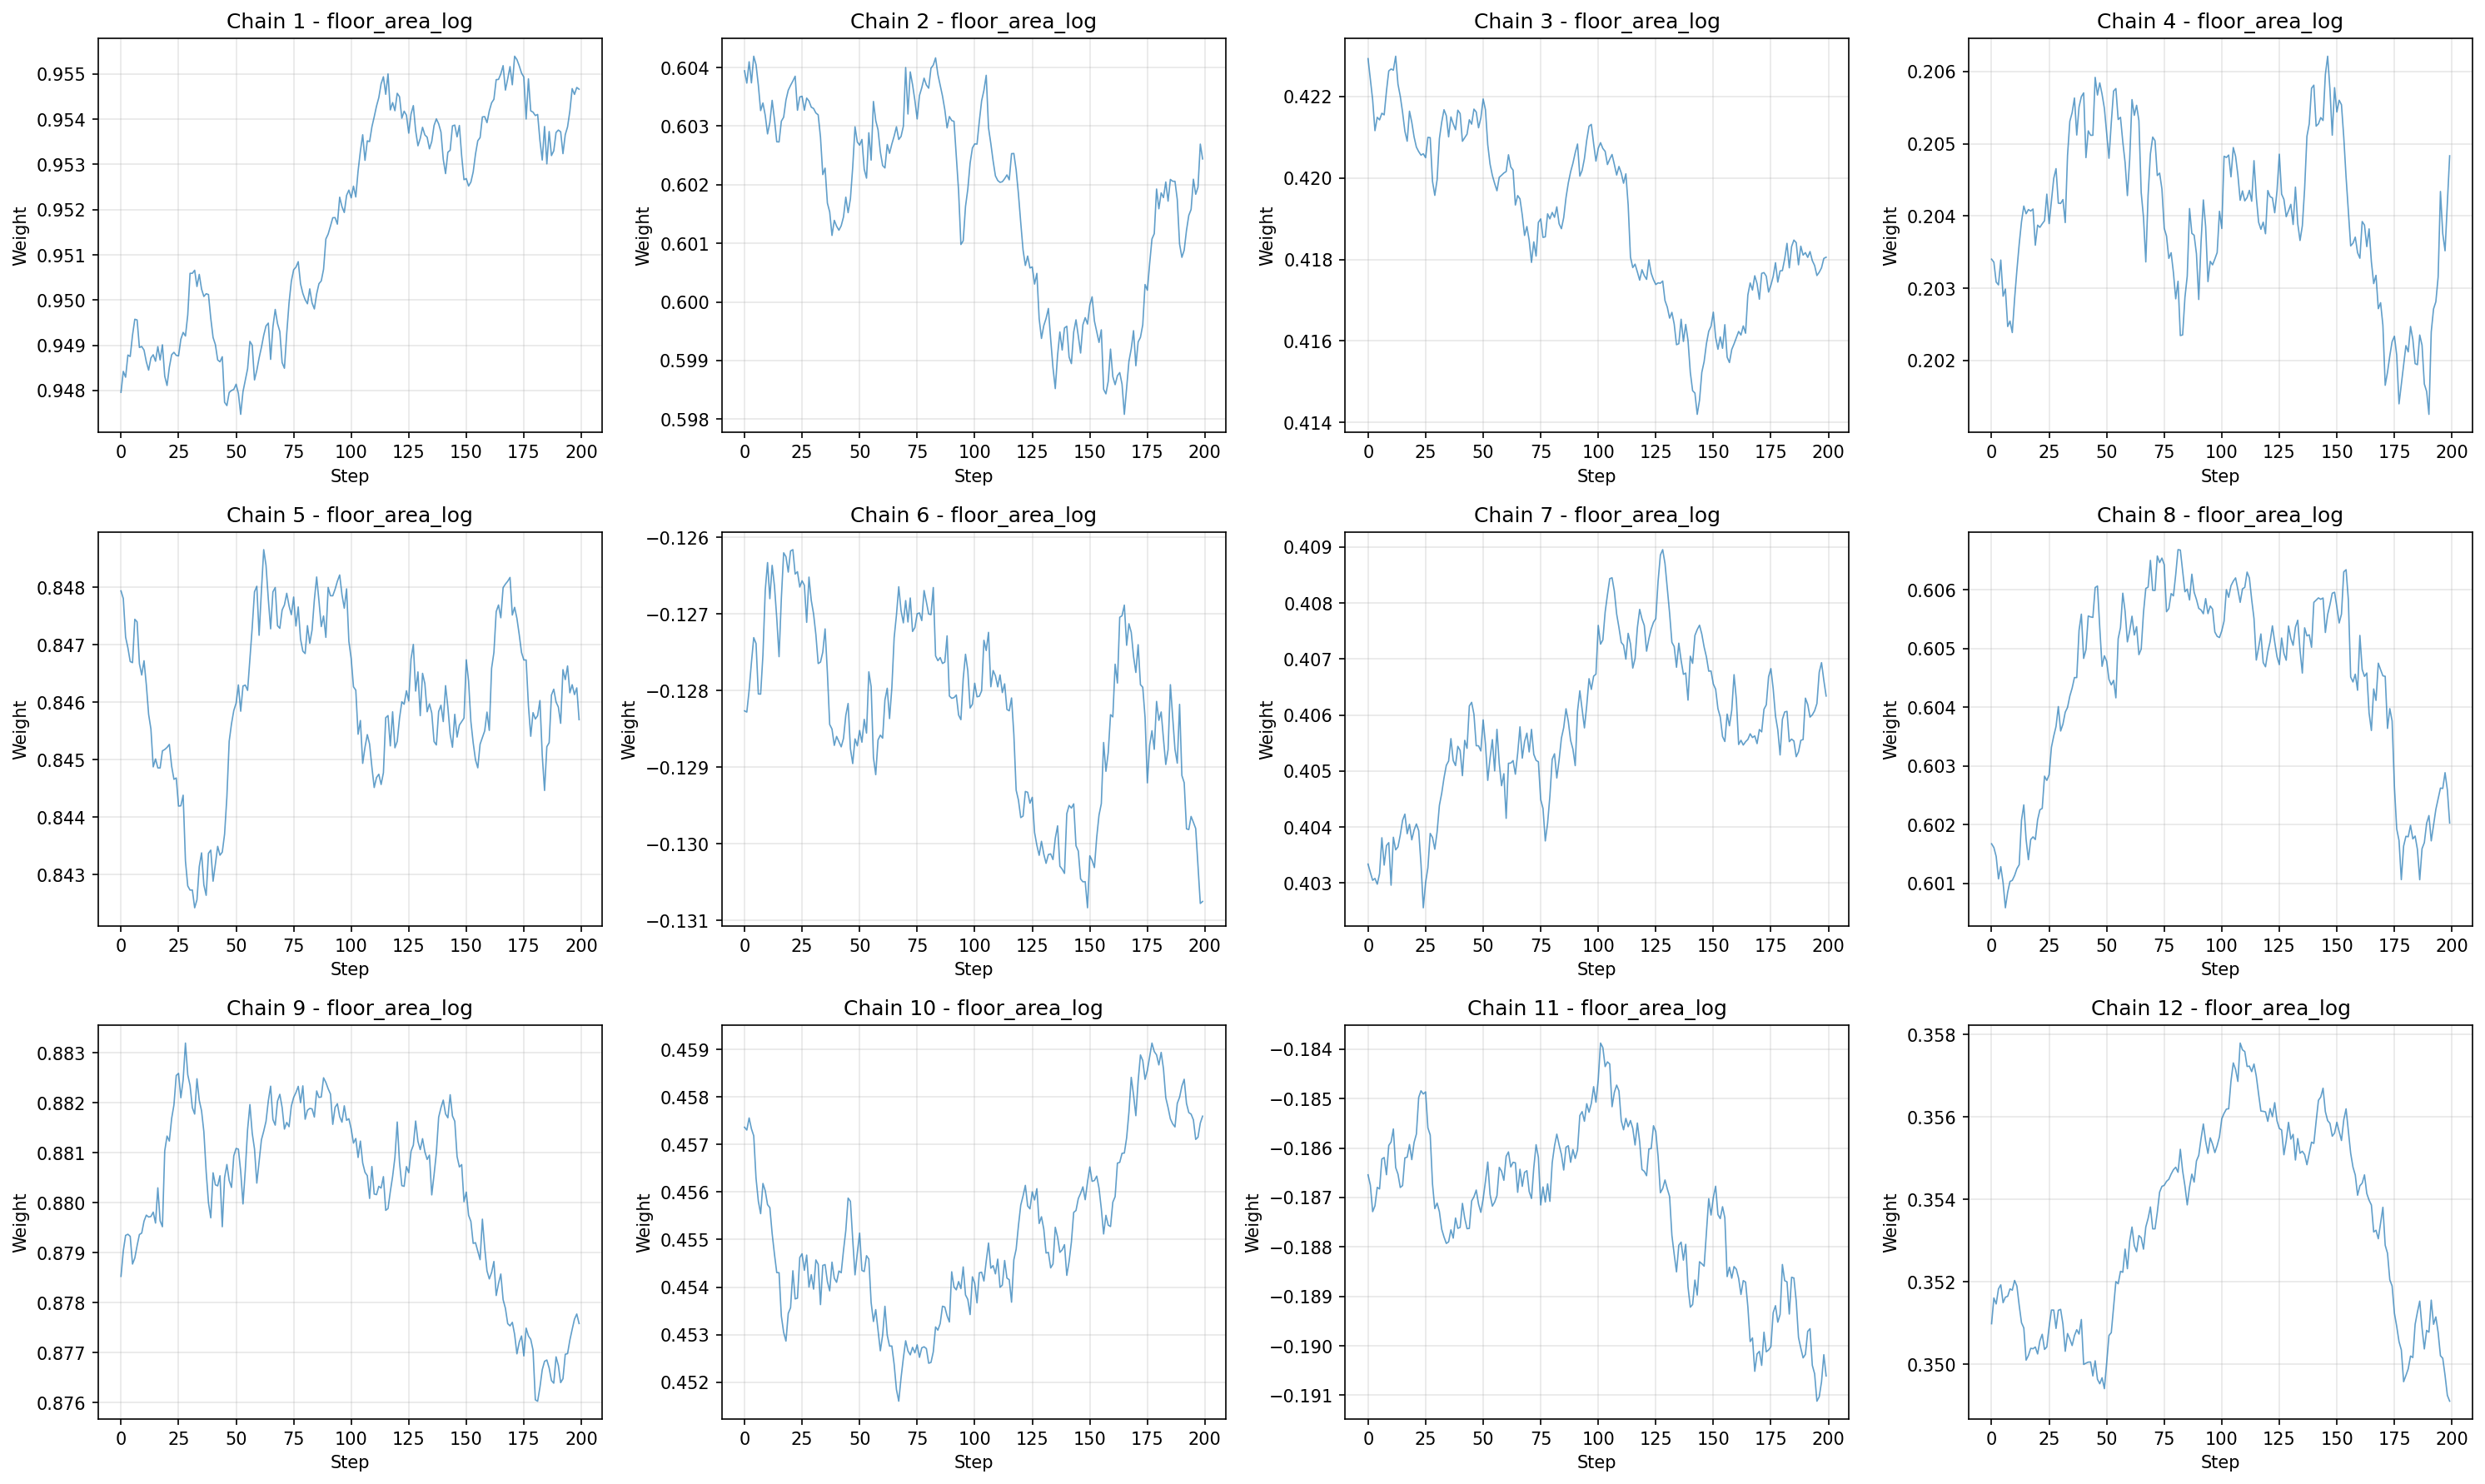 Chain 1 - floor_area_log
Weight
0.955
0.954
0.953
0.952
0.951
0.950
0.949
0.948
0 25 50 75 100 125 150 175 200
Step
Chain 2 - floor_area_log
Weight
0.604
0.603
0.602
0.601
0.600
0.599
0.598
0 25 50 75 100 125 150 175 200
Step
Chain 3 - floor_area_log
Weight
0.422
0.420
0.418
0.416
0.414
0 25 50 75 100 125 150 175 200
Step
Chain 4 - floor_area_log
Weight
0.206
0.205
0.204
0.203
0.202
0 25 50 75 100 125 150 175 200
Step
Chain 5 - floor_area_log
Weight
0.848
0.847
0.846
0.845
0.844
0.843
0 25 50 75 100 125 150 175 200
Step
Chain 6 - floor_area_log
Weight
−0.126
−0.127
−0.128
−0.129
−0.130
−0.131
0 25 50 75 100 125 150 175 200
Step
Chain 7 - floor_area_log
Weight
0.409
0.408
0.407
0.406
0.405
0.404
0.403
0 25 50 75 100 125 150 175 200
Step
Chain 8 - floor_area_log
Weight
0.606
0.605
0.604
0.603
0.602
0.601
0 25 50 75 100 125 150 175 200
Step
Chain 9 - floor_area_log
Weight
0.883
0.882
0.881
0.880
0.879
0.878
0.877
0.876
0 25 50 75 100 125 150 175 200
Step
Chain 10 - floor_area_log
Weight
0.459
0.458
0.457
0.456
0.455
0.454
0.453
0.452
0 25 50 75 100 125 150 175 200
Step
Chain 11 - floor_area_log
Weight
−0.184
−0.185
−0.186
−0.187
−0.188
−0.189
−0.190
−0.191
0 25 50 75 100 125 150 175 200
Step
Chain 12 - floor_area_log
Weight
0.358
0.356
0.354
0.352
0.350
0 25 50 75 100 125 150 175 200
Step